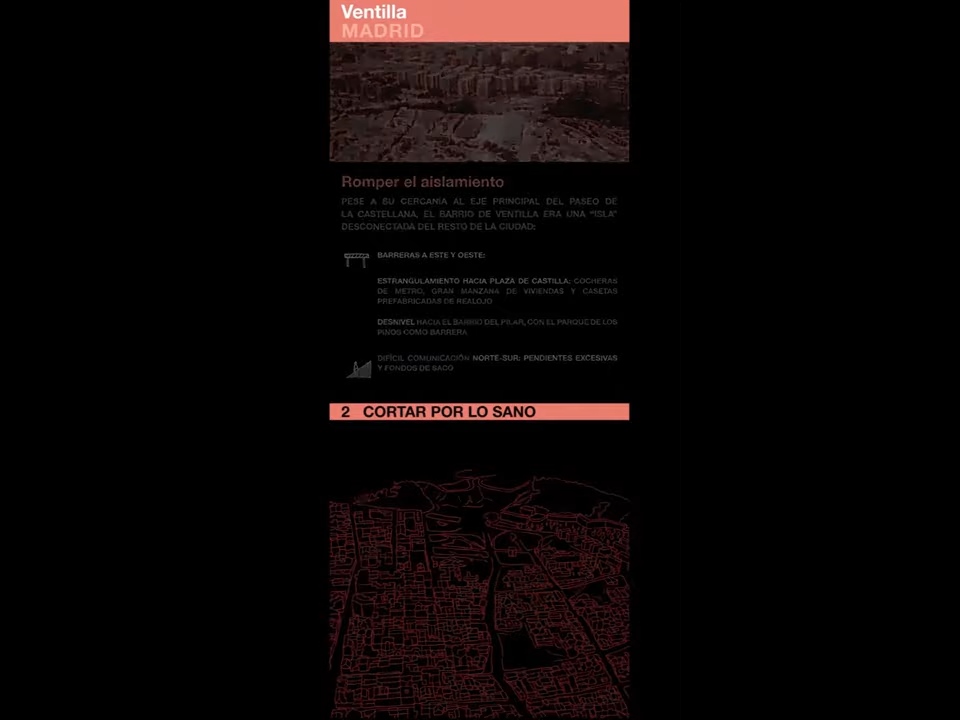 Ventilla
MADRID
Romper el aislamiento
PESE A SU CERCANÍA AL EJE PRINCIPAL DEL PASEO DE
LA CASTELLANA, EL BARRIO DE VENTILLA ERA UNA "ISLA"
DESCONECTADA DEL RESTO DE LA CIUDAD:
BARRERAS A ESTE Y OESTE:
ESTRANGULAMIENTO HACIA PLAZA DE CASTILLA: COCHERAS
DE METRO, GRAN MANZANA DE VIVIENDAS Y CASETAS
PREFABRICADAS DE REALOJO
DESNIVEL HACIA EL BARRIO DEL PILAR, CON EL PARQUE DE LOS
PINOS COMO BARRERA
DIFÍCIL COMUNICACIÓN NORTE-SUR: PENDIENTES EXCESIVAS
Y FONDOS DE SACO
2 CORTAR POR LO SANO